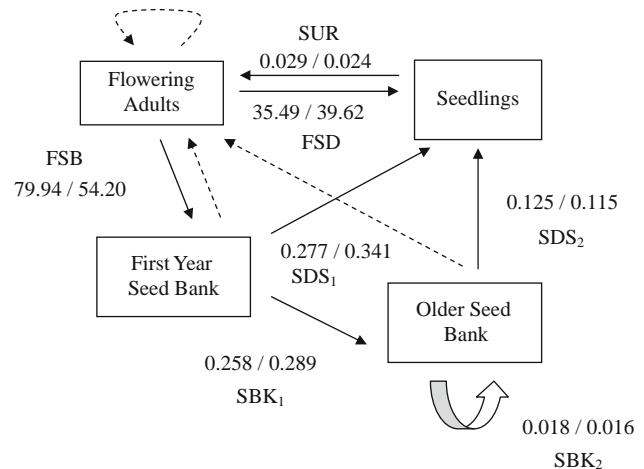 SUR
0.029 / 0.024
Flowering
Adults
Seedlings
35.49 / 39.62
FSD
FSB
79.94 / 54.20
0.125 / 0.115
SDS₂
First Year
Seed Bank
0.277 / 0.341
SDS₁
Older Seed
Bank
0.258 / 0.289
SBK₁
0.018 / 0.016
SBK₂